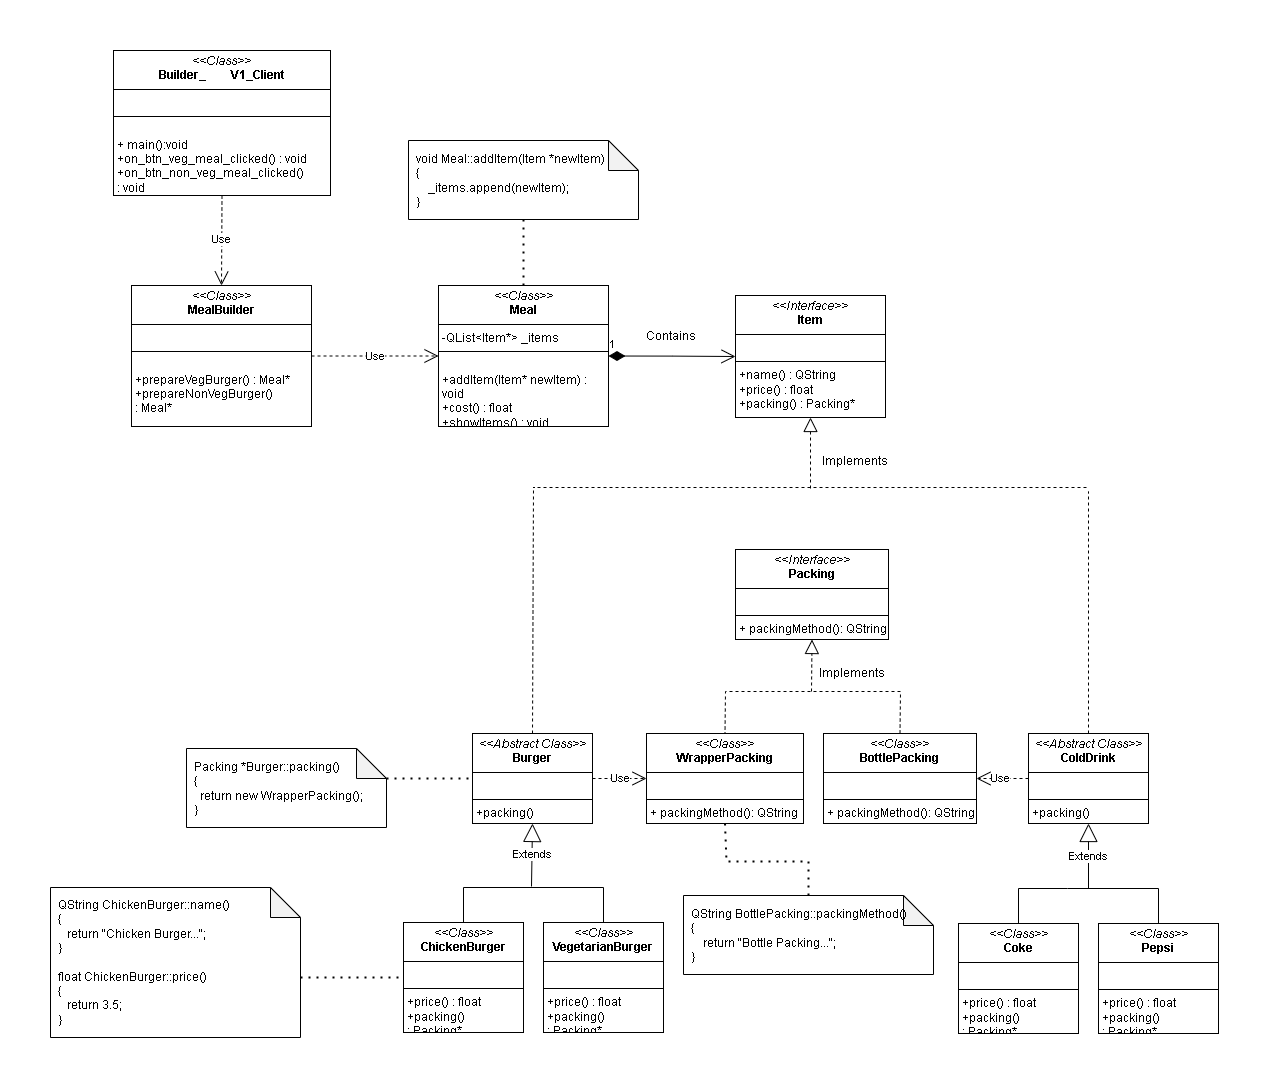 <<Class>>
Builder_ V1_Client
+ main():void
+on_btn_veg_meal_clicked() : void
+on_btn_non_veg_meal_clicked()
: void
void Meal::addItem(Item *newItem)
{
_items.append(newItem);
}
Use
<<Class>>
MealBuilder
+prepareVegBurger() : Meal*
+prepareNonVegBurger()
: Meal*
Use
<<Class>>
Meal
-QList<Item*> _items
+addItem(Item* newItem) :
void
+cost() : float
+showItems() : void
1
Contains
<<Interface>>
Item
+name() : QString
+price() : float
+packing() : Packing*
Implements
<<Interface>>
Packing
+ packingMethod(): QString
Implements
Packing *Burger::packing()
{
return new WrapperPacking();
}
<<Abstract Class>>
Burger
+packing()
Use
<<Class>>
WrapperPacking
+ packingMethod(): QString
<<Class>>
BottlePacking
+ packingMethod(): QString
Use
<<Abstract Class>>
ColdDrink
+packing()
Extends
Extends
QString ChickenBurger::name()
{
return "Chicken Burger...";
}
float ChickenBurger::price()
{
return 3.5;
}
<<Class>>
ChickenBurger
+price() : float
+packing()
: Packing*
<<Class>>
VegetarianBurger
+price() : float
+packing()
: Packing*
QString BottlePacking::packingMethod()
{
return "Bottle Packing...";
}
<<Class>>
Coke
+price() : float
+packing()
: Packing*
<<Class>>
Pepsi
+price() : float
+packing()
: Packing*